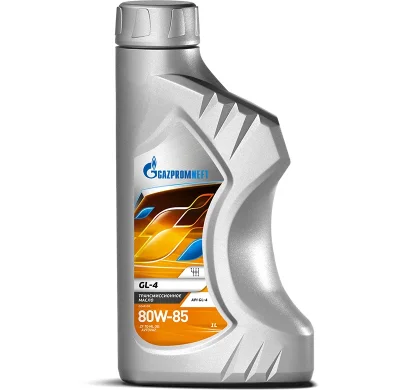 GAZPROMNEFT
GL-4
ТРАНСМИССИОННОЕ
МАСЛО
API GL-4
80W-85
1L